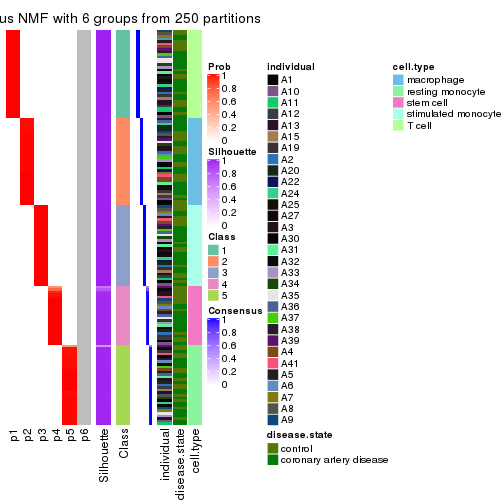 us NMF with 6 groups from 250 partitions
Prob
1
0.8
0.6
0.4
0.2
0
Silhouette
1
0.8
0.6
0.4
0.2
0
Class
1
2
3
4
5
Consensus
1
0.8
0.6
0.4
0.2
0
individual
A1
A10
A11
A12
A13
A15
A19
A2
A20
A22
A24
A25
A27
A3
A30
A31
A32
A33
A34
A35
A36
A37
A38
A39
A4
A41
A5
A6
A7
A8
A9
disease.state
control
coronary artery disease
cell.type
macrophage
resting monocyte
stem cell
stimulated monocyte
T cell
p1
p2
p3
p4
p5
p6
Silhouette
Class
individual
disease.state
cell.type